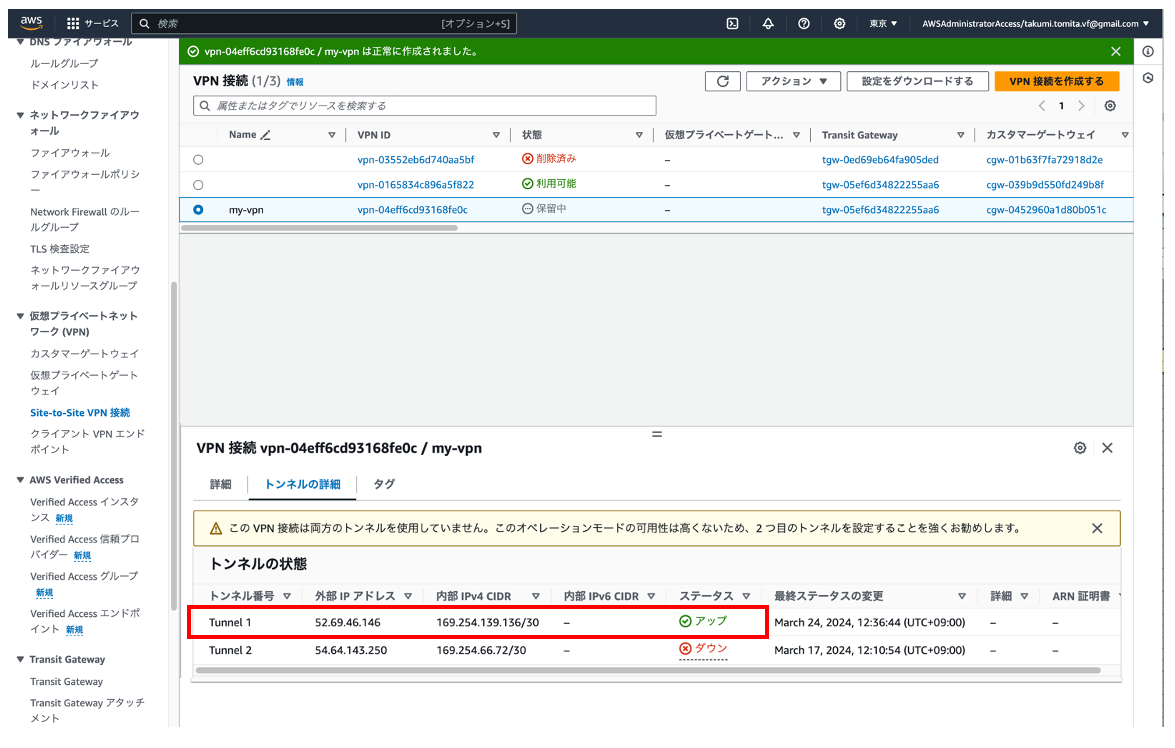 aws
サービス
検索
[オプション+S]
東京 ▼
AWSAdministratorAccess/takumi.tomita.vf@gmail.com ▼
▼ DNS ファイアウォール
ルールグループ
ドメインリスト
▼ ネットワークファイアウ
ォール
ファイアウォール
ファイアウォールポリシ
ー
Network Firewall のルー
ルグループ
TLS 検査設定
ネットワークファイアウ
ォールリソースグループ
▼ 仮想プライベートネット
ワーク (VPN)
カスタマーゲートウェイ
仮想プライベートゲート
ウェイ
Site-to-Site VPN 接続
クライアント VPN エンド
ポイント
▼ AWS Verified Access
Verified Access インスタ
ンス 新規
Verified Access 信頼プロ
バイダー 新規
Verified Access グループ
新規
Verified Access エンドポ
イント 新規
▼ Transit Gateway
Transit Gateway
Transit Gateway アタッチ
メント
vpn-04eff6cd93168fe0c / my-vpn は正常に作成されました。
VPN 接続 (1/3) 情報
アクション ▼
設定をダウンロードする
VPN 接続を作成する
属性またはタグでリソースを検索する
1
Name
VPN ID
状態
仮想プライベートゲート...
Transit Gateway
カスタマーゲートウェイ
vpn-03552eb6d740aa5bf 削除済み – tgw-0ed69eb64fa905ded cgw-01b63f7fa72918d2e
vpn-0165834c896a5f822 利用可能 – tgw-05ef6d34822255aa6 cgw-039b9d550fd249b8f
my-vpn vpn-04eff6cd93168fe0c 保留中 – tgw-05ef6d34822255aa6 cgw-0452960a1d80b051c
VPN 接続 vpn-04eff6cd93168fe0c / my-vpn
詳細
トンネルの詳細
タグ
この VPN 接続は両方のトンネルを使用していません。このオペレーションモードの可用性は高くないため、2 つ目のトンネルを設定することを強くお勧めします。
トンネルの状態
トンネル番号 外部 IP アドレス 内部 IPv4 CIDR 内部 IPv6 CIDR ステータス 最終ステータスの変更 詳細 ARN 証明書
Tunnel 1 52.69.46.146 169.254.139.136/30 – アップ March 24, 2024, 12:36:44 (UTC+09:00) – –
Tunnel 2 54.64.143.250 169.254.66.72/30 – ダウン March 17, 2024, 12:10:54 (UTC+09:00) – –